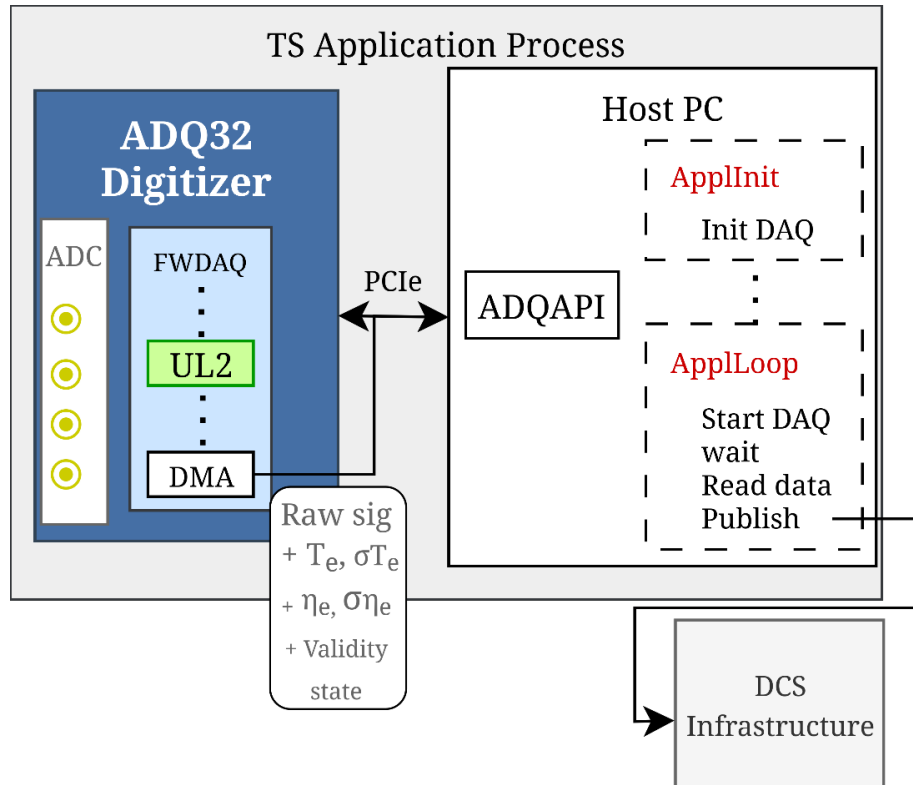 TS Application Process
ADQ32
Digitizer
ADC
FWDAQ
UL2
DMA
PCIe
Host PC
ADQAPI
ApplInit
Init DAQ
ApplLoop
Start DAQ
wait
Read data
Publish
Raw sig
+ Te, σTe
+ ηe, σηe
+ Validity
state
DCS
Infrastructure